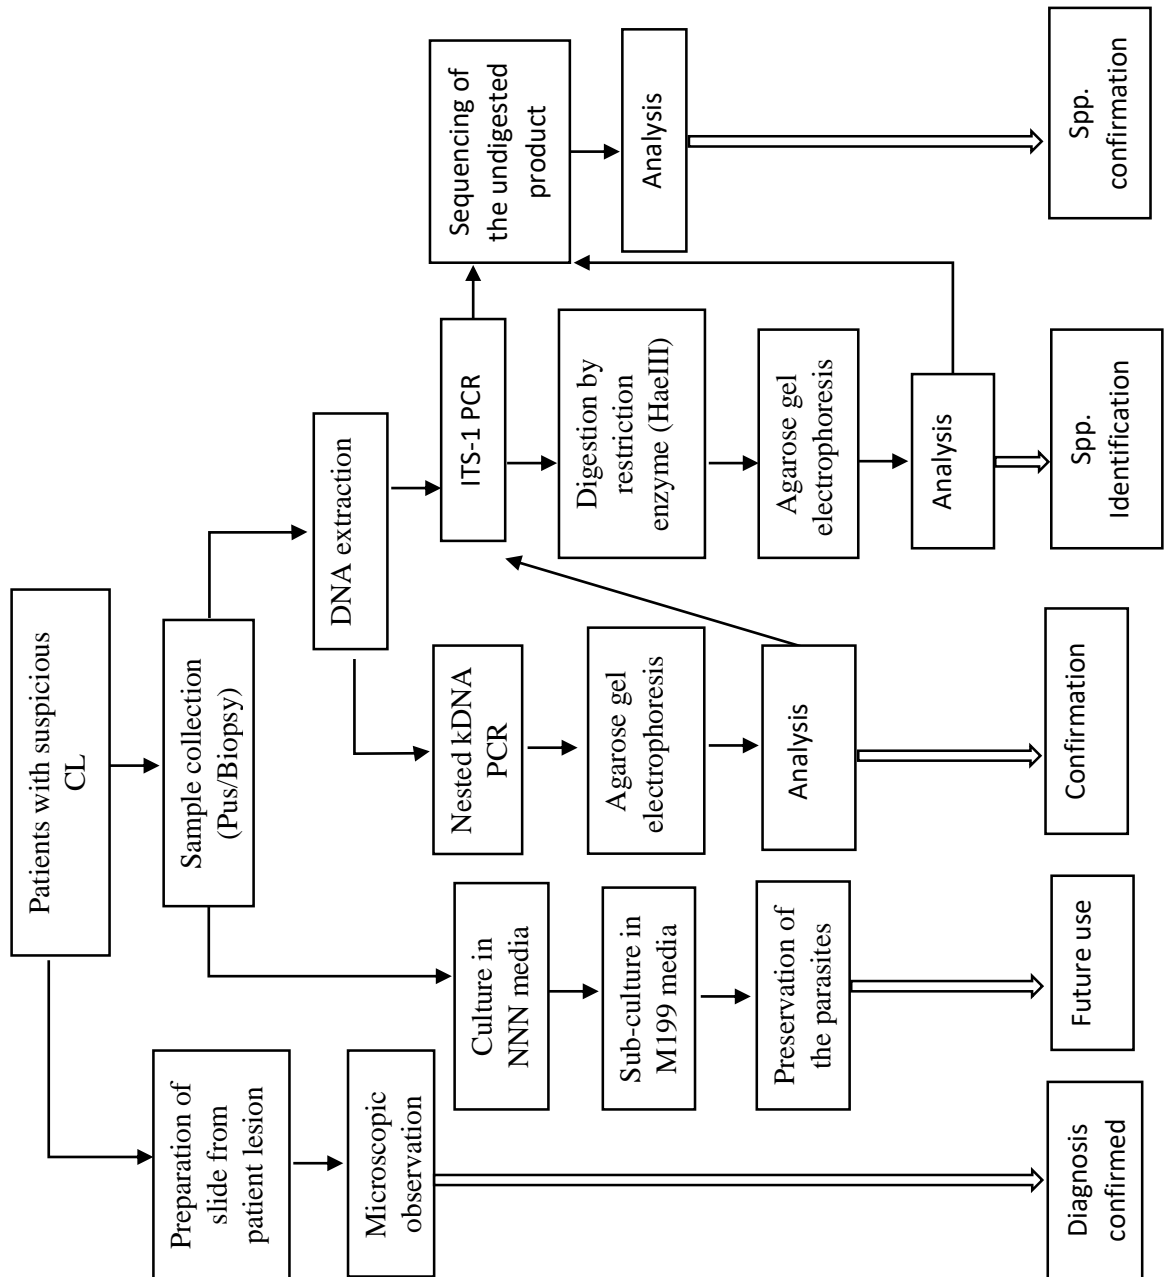 Patients with suspicious
CL
Preparation of
slide from
patient lesion
Microscopic
observation
Diagnosis
confirmed
Sample collection
(Pus/Biopsy)
Culture in
NNN media
Sub-culture in
M199 media
Preservation of
the parasites
Future use
DNA extraction
Nested kDNA
PCR
Agarose gel
electrophoresis
Analysis
Confirmation
ITS-1 PCR
Digestion by
restriction
enzyme (HaeIII)
Agarose gel
electrophoresis
Analysis
Spp.
Identification
Sequencing of
the undigested
product
Analysis
Spp.
confirmation